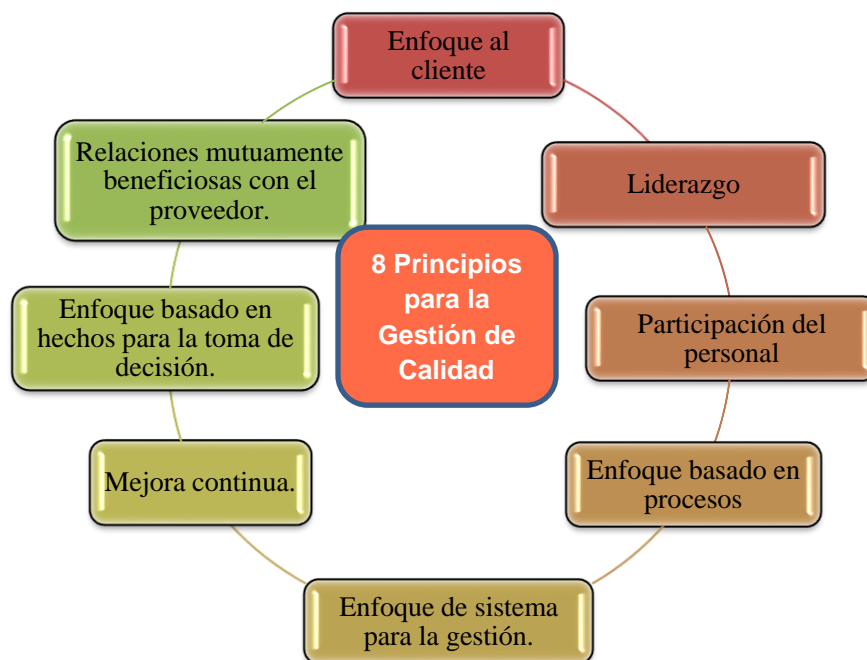 Enfoque al
cliente
Liderazgo
Participación del
personal
Enfoque basado en
procesos
Enfoque de sistema
para la gestión.
Mejora continua.
Enfoque basado en
hechos para la toma de
decisión.
Relaciones mutuamente
beneficiosas con el
proveedor.
8 Principios
para la
Gestión de
Calidad